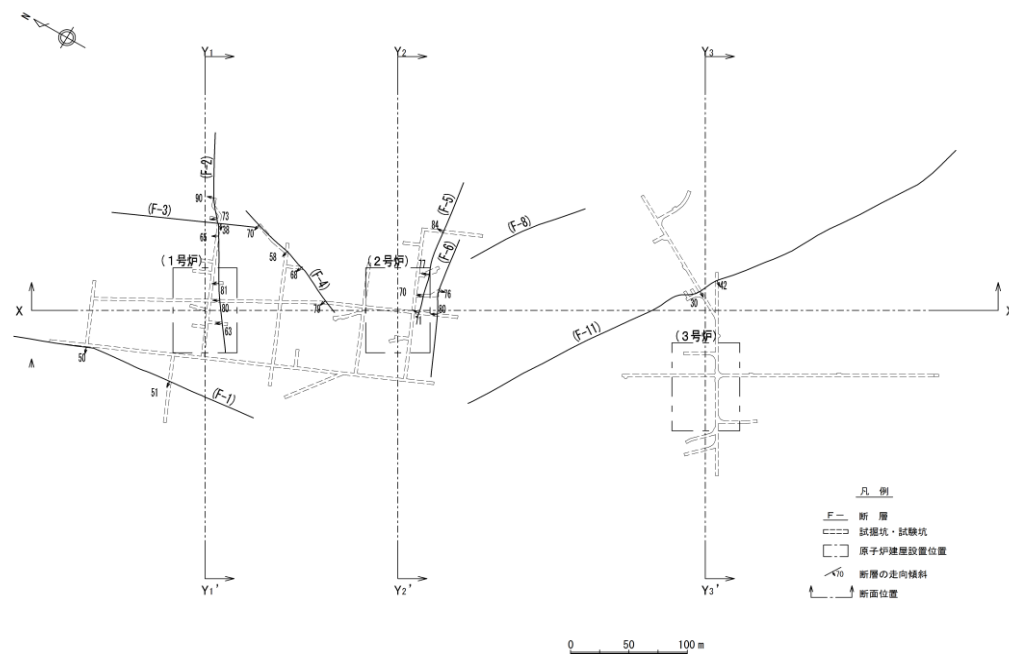 N
Y₁
Y₂
Y₃
(F-2)
90
73
38
65
(F-3)
70
58
68
(F-4)
79
(1号炉)
81
80
63
(2号炉)
(F-5)
84
(F-6)
77
70
76
71
80
(F-8)
(F-11)
30
42
(3号炉)
X
50
51
(F-1)
Y₁'
Y₂'
Y₃'
凡 例
F- 断 層
試掘坑・試験坑
原子炉建屋設置位置
70 断層の走向傾斜
断面位置
0 50 100 m